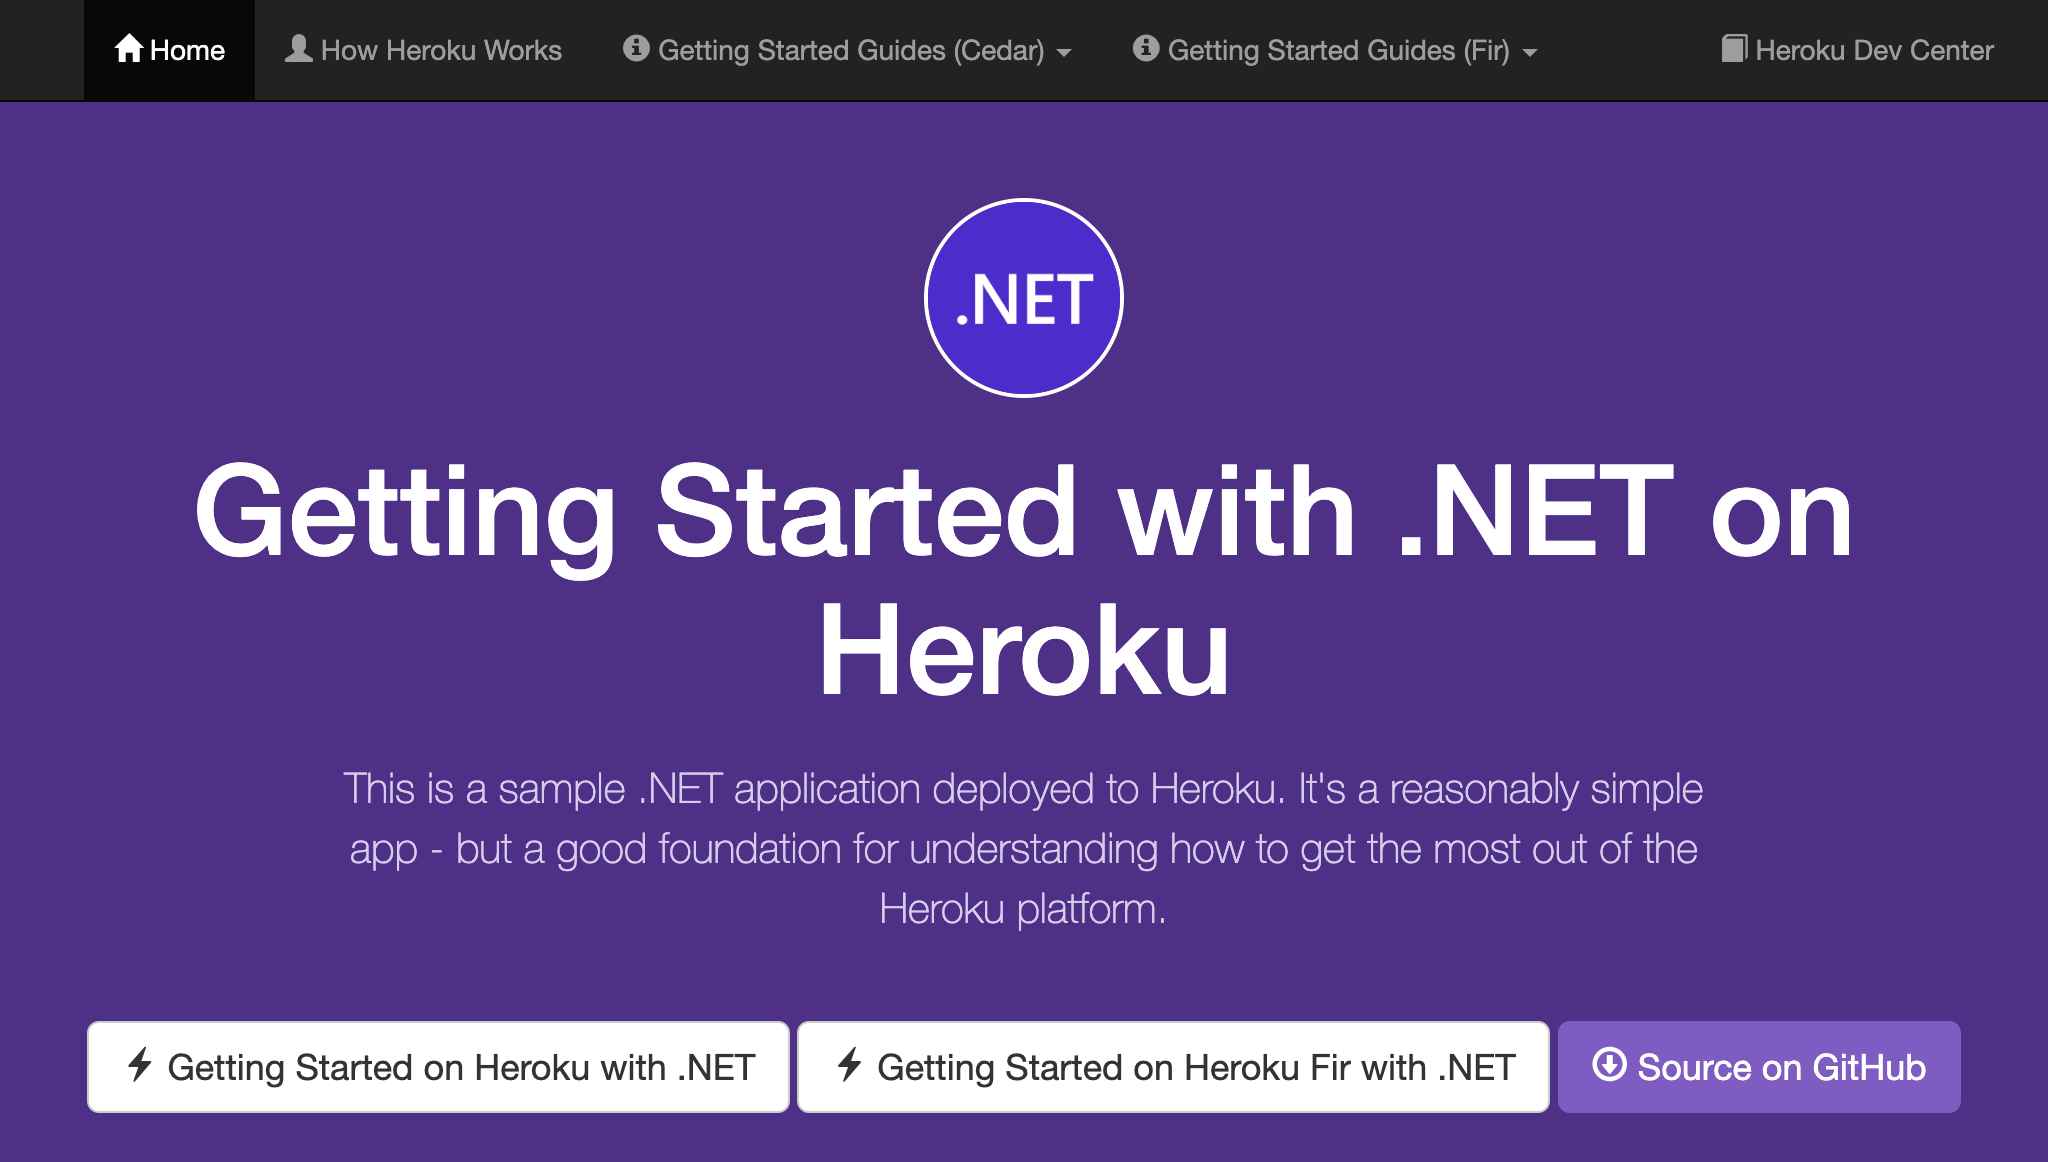 Home How Heroku Works Getting Started Guides (Cedar) Getting Started Guides (Fir) Heroku Dev Center
.NET
Getting Started with .NET on
Heroku
This is a sample .NET application deployed to Heroku. It's a reasonably simple
app - but a good foundation for understanding how to get the most out of the
Heroku platform.
Getting Started on Heroku with .NET Getting Started on Heroku Fir with .NET Source on GitHub